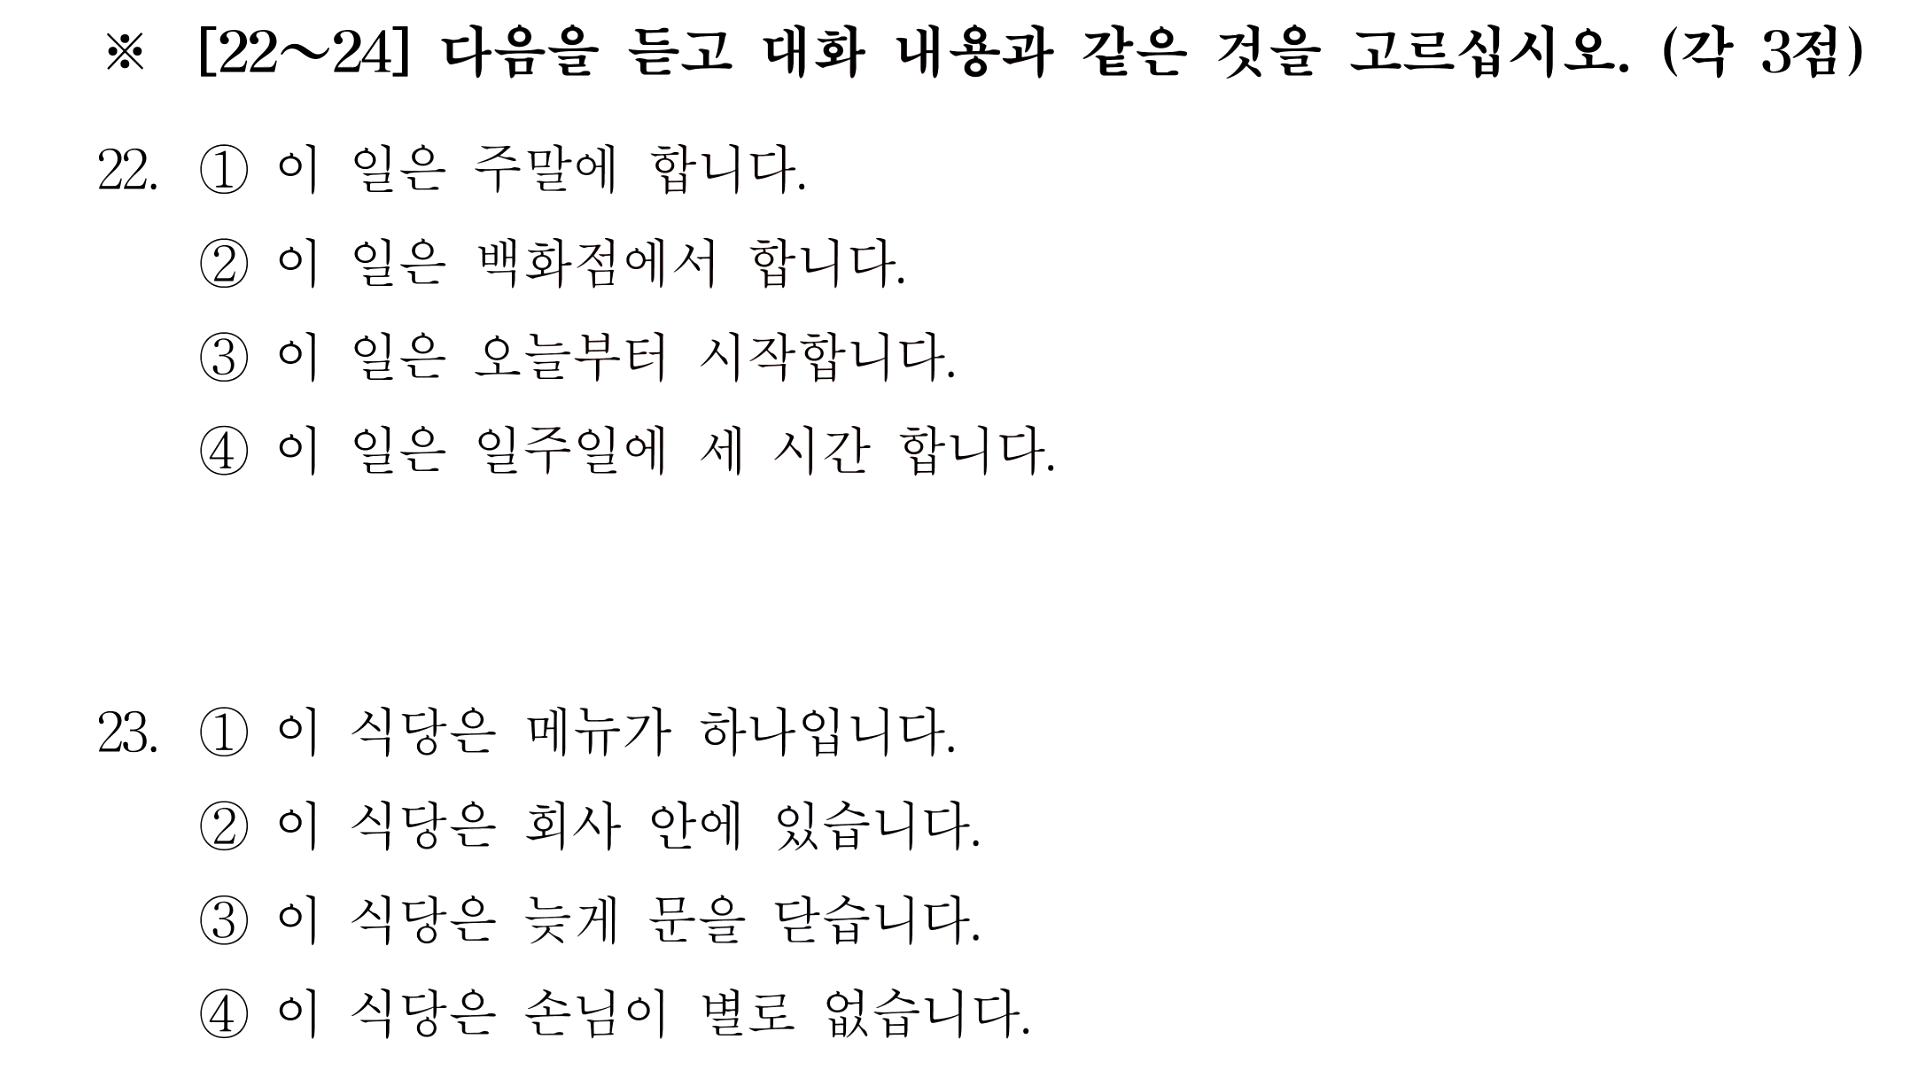 ※ [22～24] 다음을 듣고 대화 내용과 같은 것을 고르십시오. (각 3점)
22. ① 이 일은 주말에 합니다.
② 이 일은 백화점에서 합니다.
③ 이 일은 오늘부터 시작합니다.
④ 이 일은 일주일에 세 시간 합니다.
23. ① 이 식당은 메뉴가 하나입니다.
② 이 식당은 회사 안에 있습니다.
③ 이 식당은 늦게 문을 닫습니다.
④ 이 식당은 손님이 별로 없습니다.